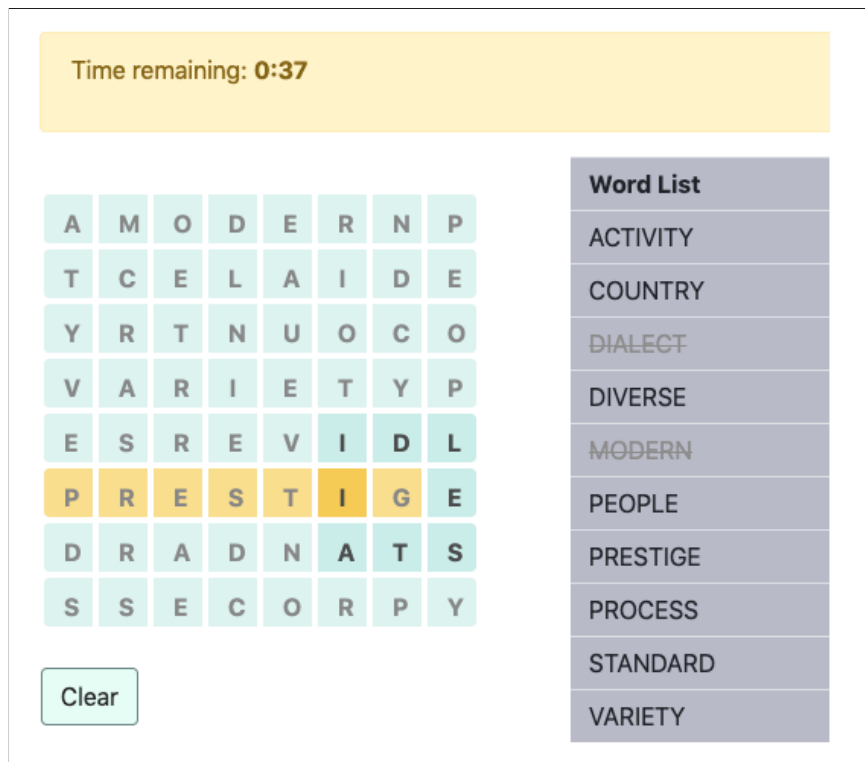 Time remaining: 0:37
A M O D E R N P
T C E L A I D E
Y R T N U O C O
V A R I E T Y P
E S R E V I D L
P R E S T I G E
D R A D N A T S
S S E C O R P Y
Clear
Word List
ACTIVITY
COUNTRY
DIALECT
DIVERSE
MODERN
PEOPLE
PRESTIGE
PROCESS
STANDARD
VARIETY